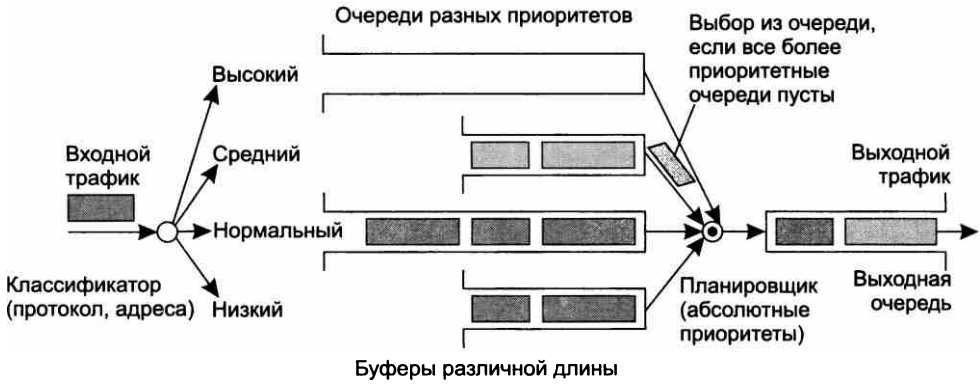 Очереди разных приоритетов
Выбор из очереди,
если все более
приоритетные
очереди пусты
Высокий
Входной
трафик
Средний
Выходной
трафик
Нормальный
Классификатор
(протокол, адреса)
Низкий
Планировщик
(абсолютные
приоритеты)
Выходная
очередь
Буферы различной длины